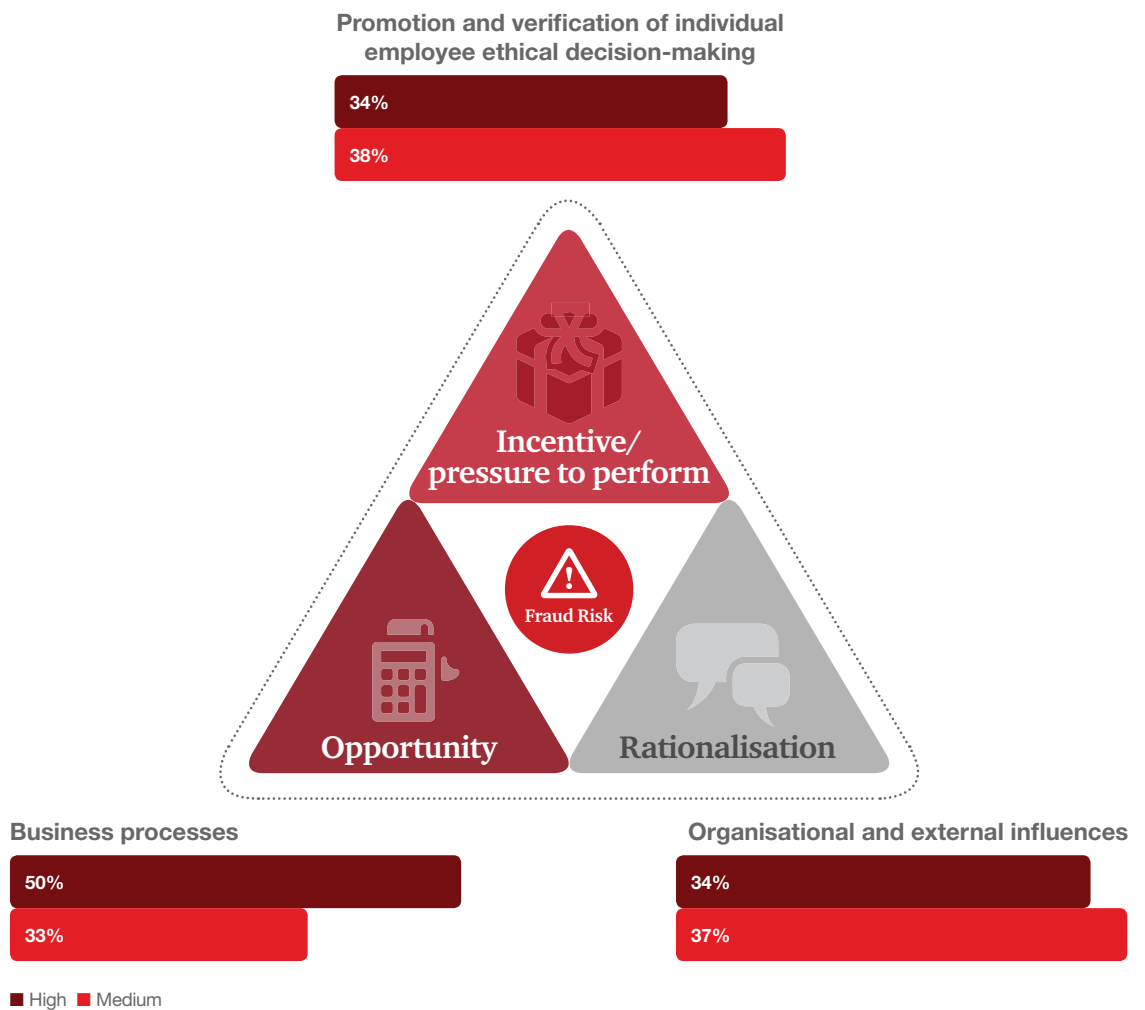 Promotion and verification of individual
employee ethical decision-making
34%
38%
Incentive/
pressure to perform
Fraud Risk
Opportunity
Rationalisation
Business processes
50%
33%
Organisational and external influences
34%
37%
High Medium